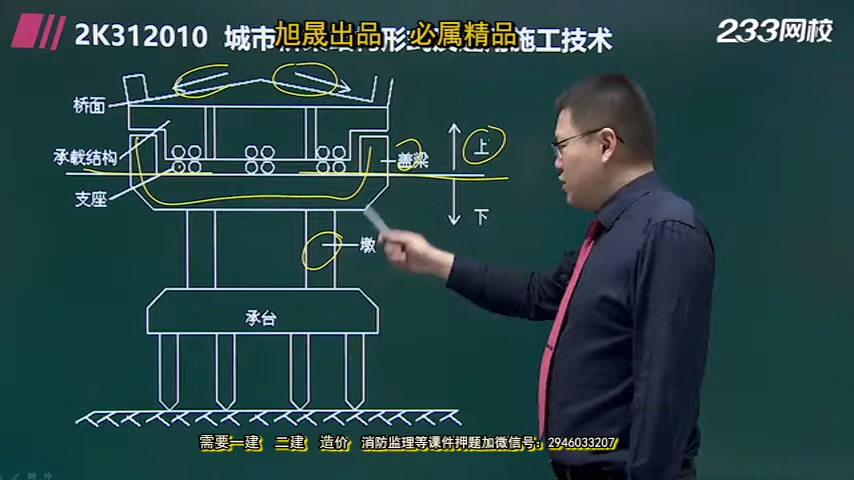 2K312010 城市 形式及 施工技术
旭晟出品 必属精品
233网校
桥面
承载结构
盖梁
上
支座
下
墩
承台
需要一建 二建 造价 消防监理等课件押题加微信号：2946033207